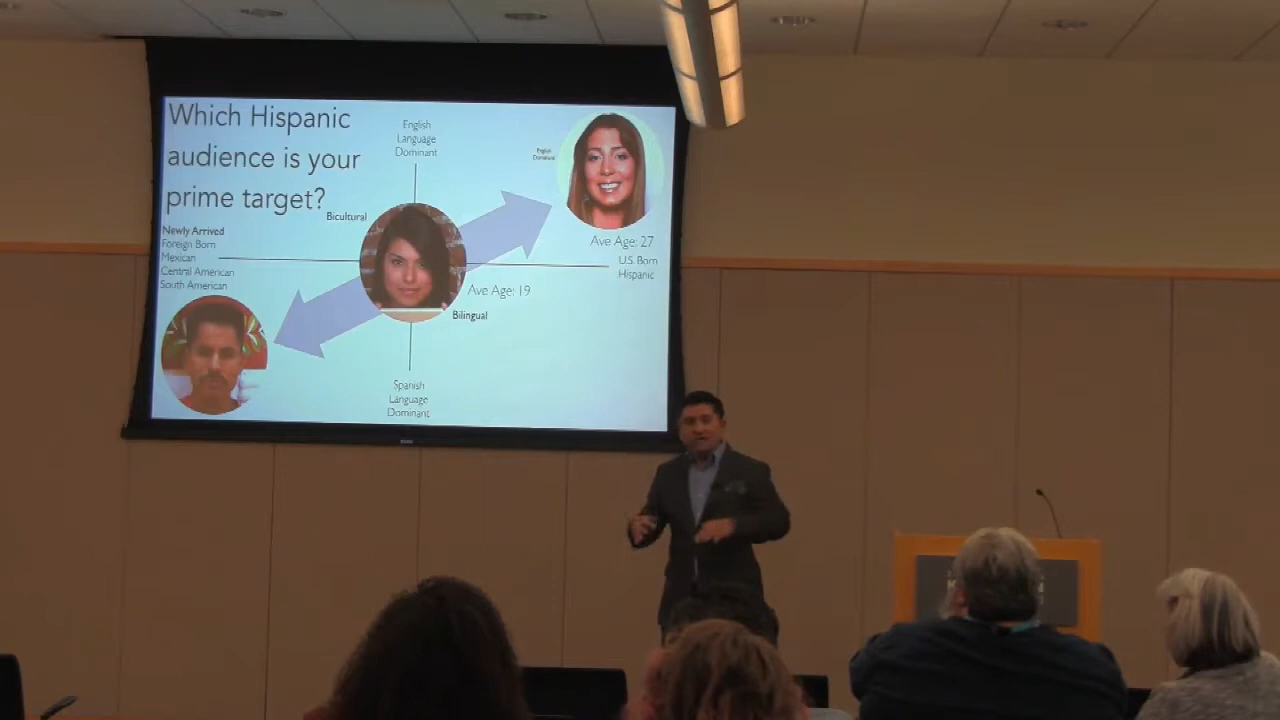 Which Hispanic
audience is your
prime target?
English
Language
Dominant
English
Dominant
Bicultural
Newly Arrived
Foreign Born
Mexican
Central American
South American
Ave Age: 27
U.S. Born
Hispanic
Ave Age: 19
Bilingual
Spanish
Language
Dominant